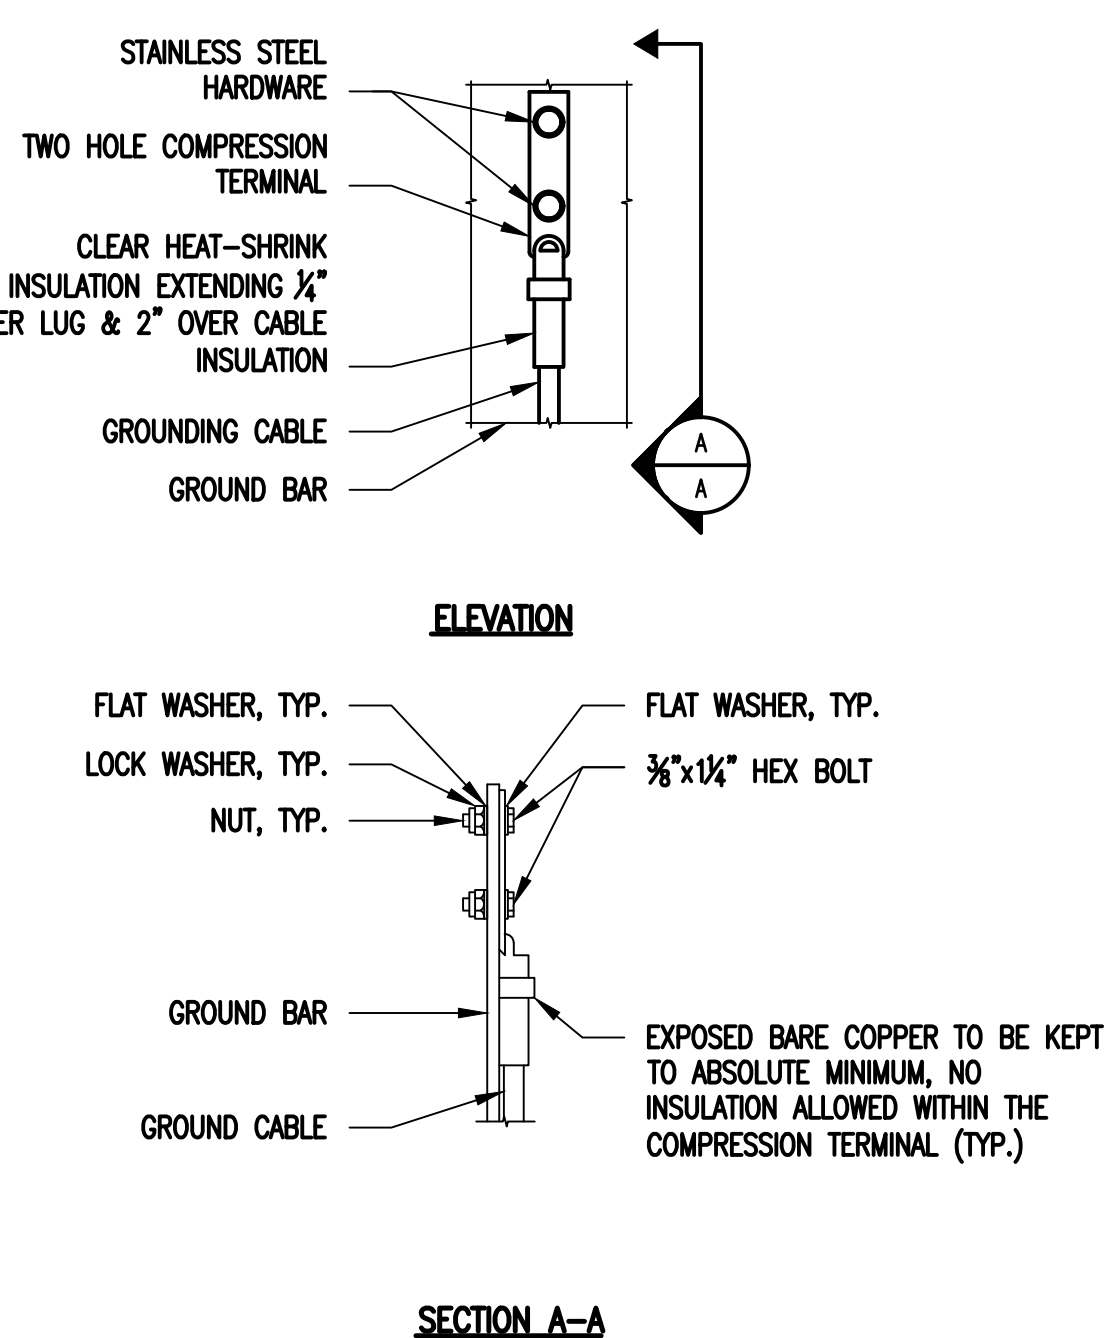 STAINLESS STEEL
HARDWARE
TWO HOLE COMPRESSION
TERMINAL
CLEAR HEAT-SHRINK
INSULATION EXTENDING 1/4"
LUG & 2" OVER CABLE
INSULATION
GROUNDING CABLE
GROUND BAR
A
A
ELEVATION
FLAT WASHER, TYP.
LOCK WASHER, TYP.
NUT, TYP.
FLAT WASHER, TYP.
3/8"x1 1/4" HEX BOLT
GROUND BAR
GROUND CABLE
EXPOSED BARE COPPER TO BE KEPT
TO ABSOLUTE MINIMUM, NO
INSULATION ALLOWED WITHIN THE
COMPRESSION TERMINAL (TYP.)
SECTION A-A